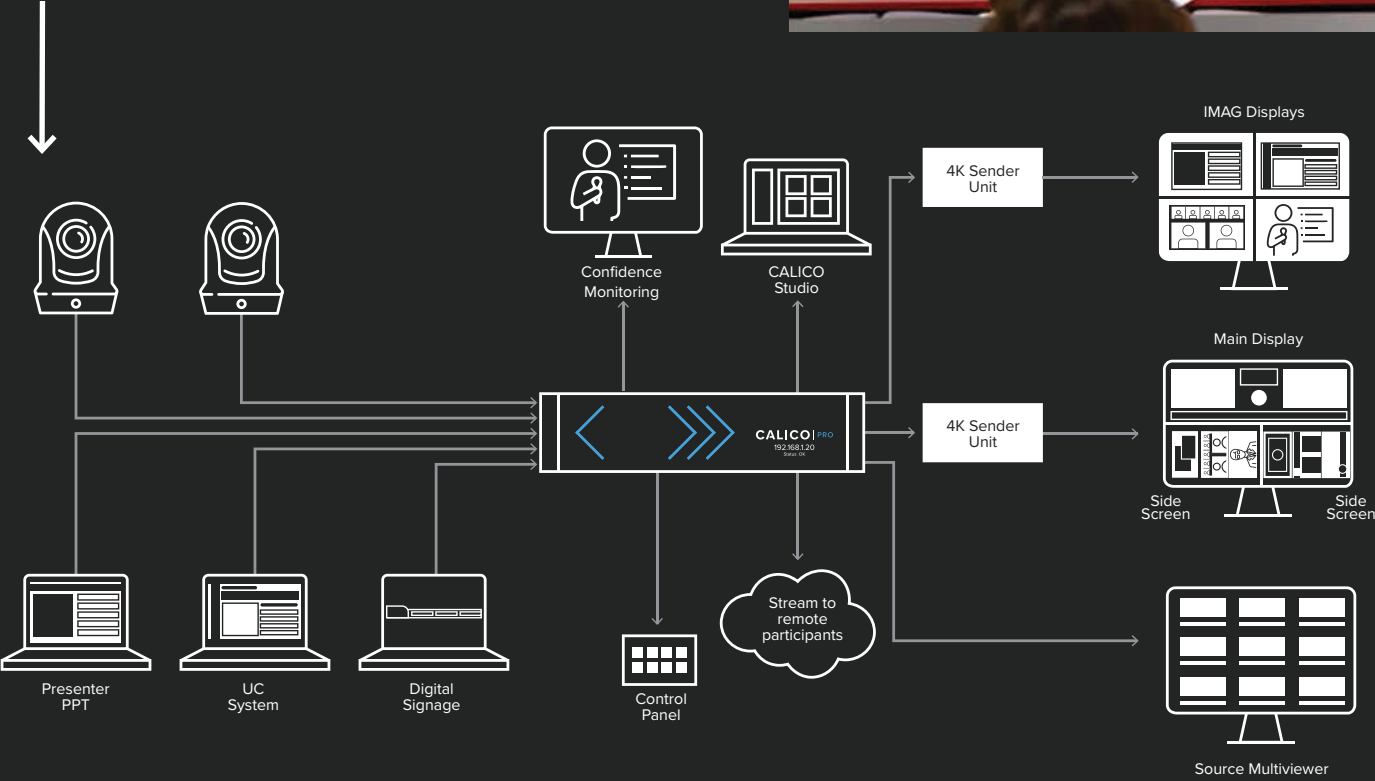 IMAG Displays
4K Sender
Unit
Confidence
Monitoring
CALICO
Studio
Main Display
4K Sender
Unit
CALICO PRO
192.168.1.20
Status: OK
Side
Screen
Side
Screen
Stream to
remote
participants
Presenter
PPT
UC
System
Digital
Signage
Control
Panel
Source Multiviewer